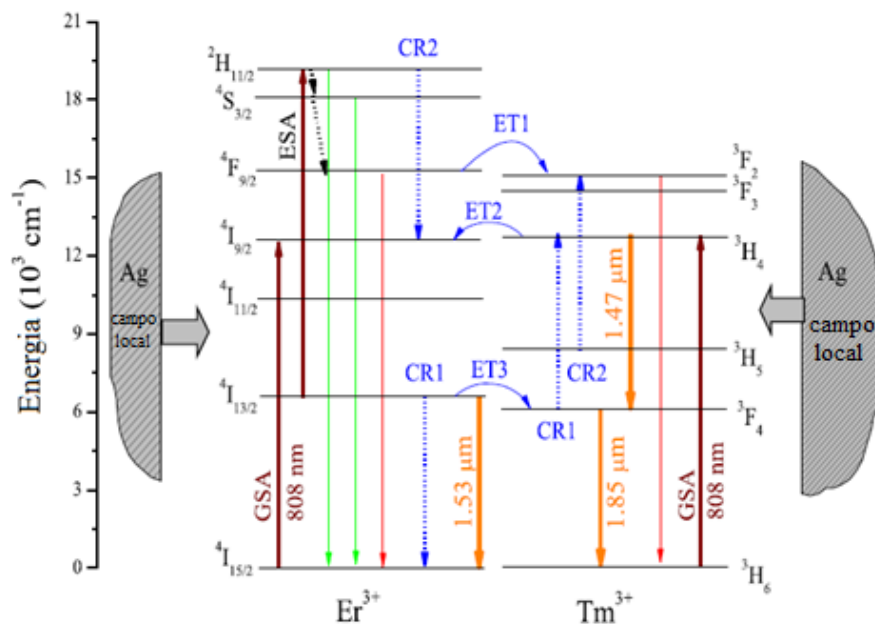 Energia (10³ cm⁻¹)
21
18
15
12
9
6
3
0
²H₁₁/₂
⁴S₃/₂
⁴F₉/₂
⁴I₉/₂
⁴I₁₁/₂
⁴I₁₃/₂
⁴I₁₅/₂
CR2
ESA
ET1
ET2
ET3
CR1
GSA
808 nm
1.53 μm
Er³⁺
³F₂
³F₃
³H₄
³H₅
³F₄
³H₆
1.47 μm
CR2
CR1
1.85 μm
GSA
808 nm
Tm³⁺
Ag
campo
local
Ag
campo
local